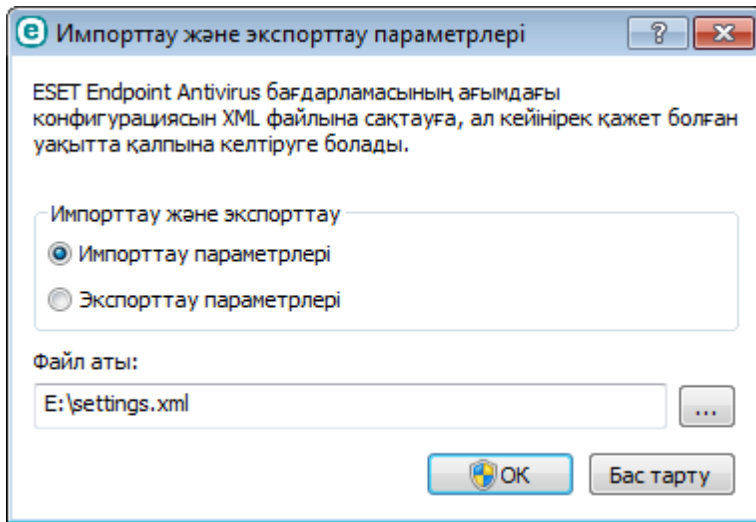 Импорттау және экспорттау параметрлері
ESET Endpoint Antivirus бағдарламасының ағымдағы
конфигурациясын XML файлына сақтауға, ал кейінірек қажет болған
уақытта қалпына келтіруге болады.
Импорттау және экспорттау
Импорттау параметрлері
Экспорттау параметрлері
Файл аты:
E:\settings.xml
...
OK
Бас тарту